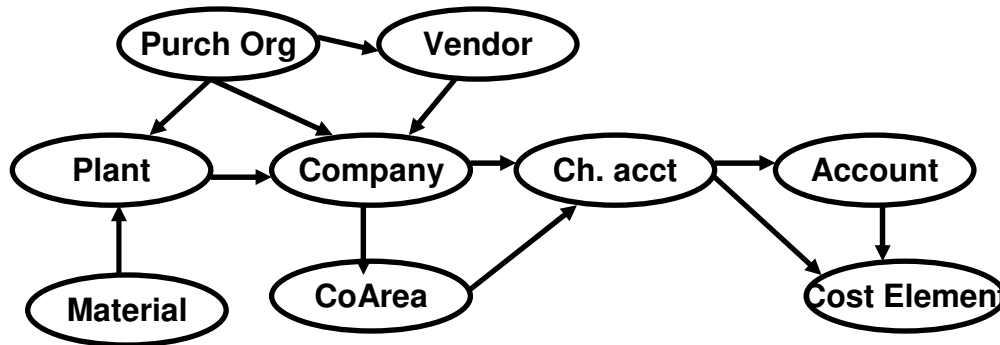 Purch Org
Vendor
Plant
Company
Ch. acct
Account
Material
CoArea
Cost Element